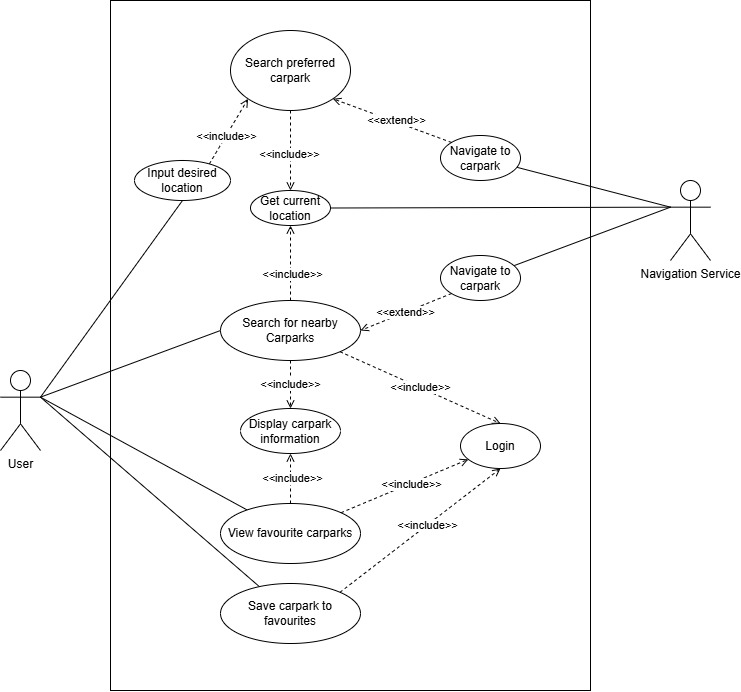 Search preferred
carpark
<<extend>>
<<include>>
<<include>>
Navigate to
carpark
Input desired
location
Get current
location
Navigation Service
<<include>>
Navigate to
carpark
<<extend>>
Search for nearby
Carparks
<<include>>
<<include>>
Display carpark
information
Login
User
<<include>>
<<include>>
<<include>>
View favourite carparks
Save carpark to
favourites